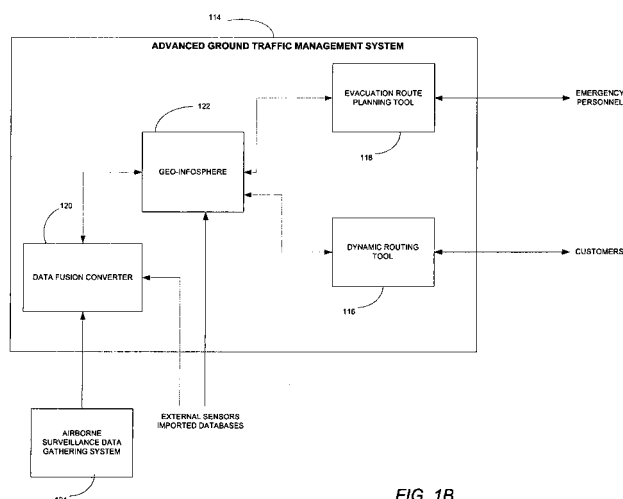 114
ADVANCED GROUND TRAFFIC MANAGEMENT SYSTEM
EVACUATION ROUTE
PLANNING TOOL
118
EMERGENCY
PERSONNEL
122
GEO-INFOSPHERE
120
DATA FUSION CONVERTER
DYNAMIC ROUTING
TOOL
116
CUSTOMERS
AIRBORNE
SURVEILLANCE DATA
GATHERING SYSTEM
EXTERNAL SENSORS
IMPORTED DATABASES
FIG. 1B